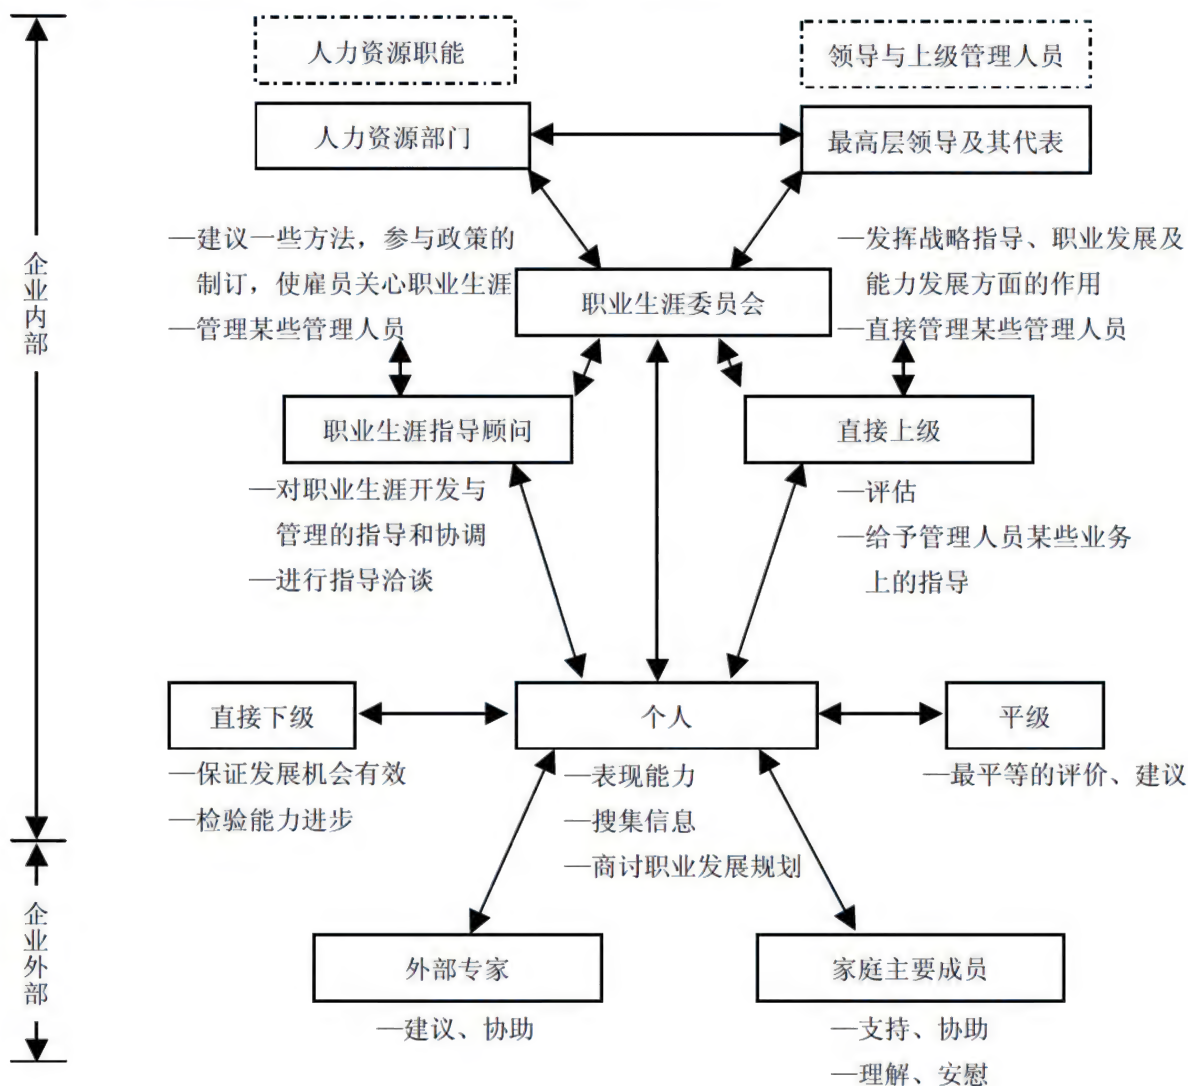 人力资源职能
领导与上级管理人员
人力资源部门
最高层领导及其代表
—建议一些方法，参与政策的
制订，使雇员关心职业生涯
—管理某些管理人员
—发挥战略指导、职业发展及
能力发展方面的作用
—直接管理某些管理人员
职业生涯委员会
企业内部
职业生涯指导顾问
直接上级
—对职业生涯开发与
管理的指导和协调
—进行指导洽谈
—评估
—给予管理人员某些业务
上的指导
直接下级
个人
平级
—保证发展机会有效
—检验能力进步
—表现能力
—搜集信息
—商讨职业发展规划
—最平等的评价、建议
企业外部
外部专家
家庭主要成员
—建议、协助
—支持、协助
—理解、安慰